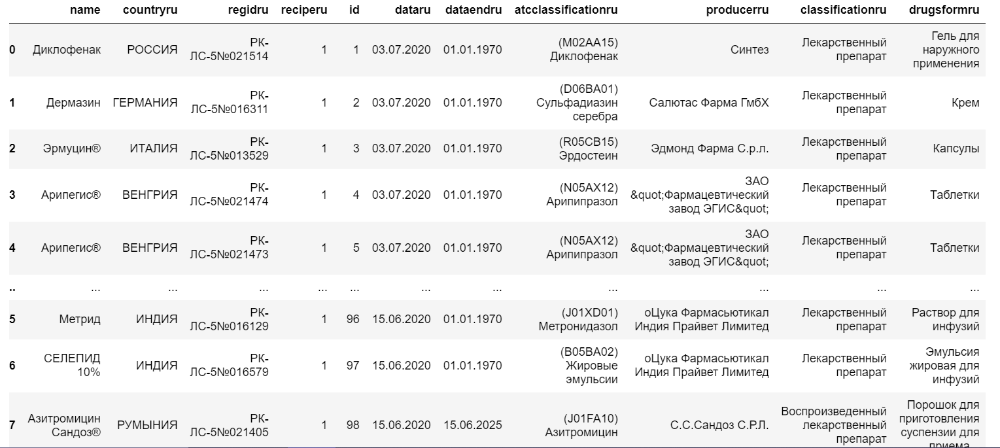 name countryru regidru reciperu id dataru dataendru atcclassificationru producerru classificationru drugsformru
0 Диклофенак РОССИЯ РК-ЛС-5№021514 1 1 03.07.2020 01.01.1970 (M02AA15) Диклофенак Синтез Лекарственный препарат Гель для наружного применения
1 Дермазин ГЕРМАНИЯ РК-ЛС-5№016311 1 2 03.07.2020 01.01.1970 (D06BA01) Сульфадиазин серебра Салютас Фарма ГмбХ Лекарственный препарат Крем
2 Эрмуцин® ИТАЛИЯ РК-ЛС-5№013529 1 3 03.07.2020 01.01.1970 (R05CB15) Эрдостеин Эдмонд Фарма С.р.л. Лекарственный препарат Капсулы
3 Арипегис® ВЕНГРИЯ РК-ЛС-5№021474 1 4 03.07.2020 01.01.1970 (N05AX12) Арипипразол ЗАО &quot;Фармацевтический завод ЭГИС&quot; Лекарственный препарат Таблетки
4 Арипегис® ВЕНГРИЯ РК-ЛС-5№021473 1 5 03.07.2020 01.01.1970 (N05AX12) Арипипразол ЗАО &quot;Фармацевтический завод ЭГИС&quot; Лекарственный препарат Таблетки
.. ... ... ... ... ... ... ... ... ... ... ...
5 Метрид ИНДИЯ РК-ЛС-5№016129 1 96 15.06.2020 01.01.1970 (J01XD01) Метронидазол оЦука Фармасьютикал Индия Прайвет Лимитед Лекарственный препарат Раствор для инфузий
6 СЕЛЕПИД 10% ИНДИЯ РК-ЛС-5№016579 1 97 15.06.2020 01.01.1970 (B05BA02) Жировые эмульсии оЦука Фармасьютикал Индия Прайвет Лимитед Лекарственный препарат Эмульсия жировая для инфузий
7 Азитромицин Сандоз® РУМЫНИЯ РК-ЛС-5№021405 1 98 15.06.2020 15.06.2025 (J01FA10) Азитромицин С.С.Сандоз С.Р.Л. Воспроизведенный лекарственный препарат Порошок для приготовления суспензии для приема